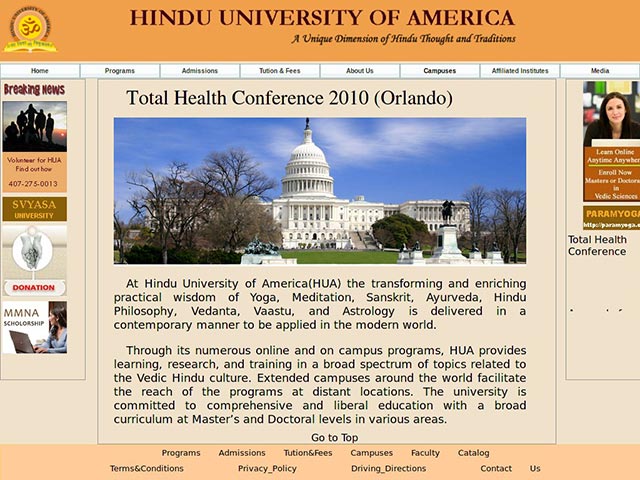 HINDU UNIVERSITY OF AMERICA
A Unique Dimension of Hindu Thought and Traditions
Home Programs Admissions Tution & Fees About Us Campuses Affiliated Institutes Media
Breaking News
Volunteer for HUA
Find out how
407-275-0013
SVYASA
UNIVERSITY
DONATION
MMNA
SCHOLORSHIP
Total Health Conference 2010 (Orlando)
At Hindu University of America(HUA) the transforming and enriching
practical wisdom of Yoga, Meditation, Sanskrit, Ayurveda, Hindu
Philosophy, Vedanta, Vaastu, and Astrology is delivered in a
contemporary manner to be applied in the modern world.
Through its numerous online and on campus programs, HUA provides
learning, research, and training in a broad spectrum of topics related to
the Vedic Hindu culture. Extended campuses around the world facilitate
the reach of the programs at distant locations. The university is
committed to comprehensive and liberal education with a broad
curriculum at Master's and Doctoral levels in various areas.
Go to Top
Learn Online
Anytime Anywhere
Enroll Now
Masters or Doctora
in
Vedic Sciences
PARAMYOGA
http://paramyoga.o
Total Health
Conference
Programs Admissions Tution&Fees Campuses Faculty Catalog
Terms&Conditions Privacy_Policy Driving_Directions Contact Us